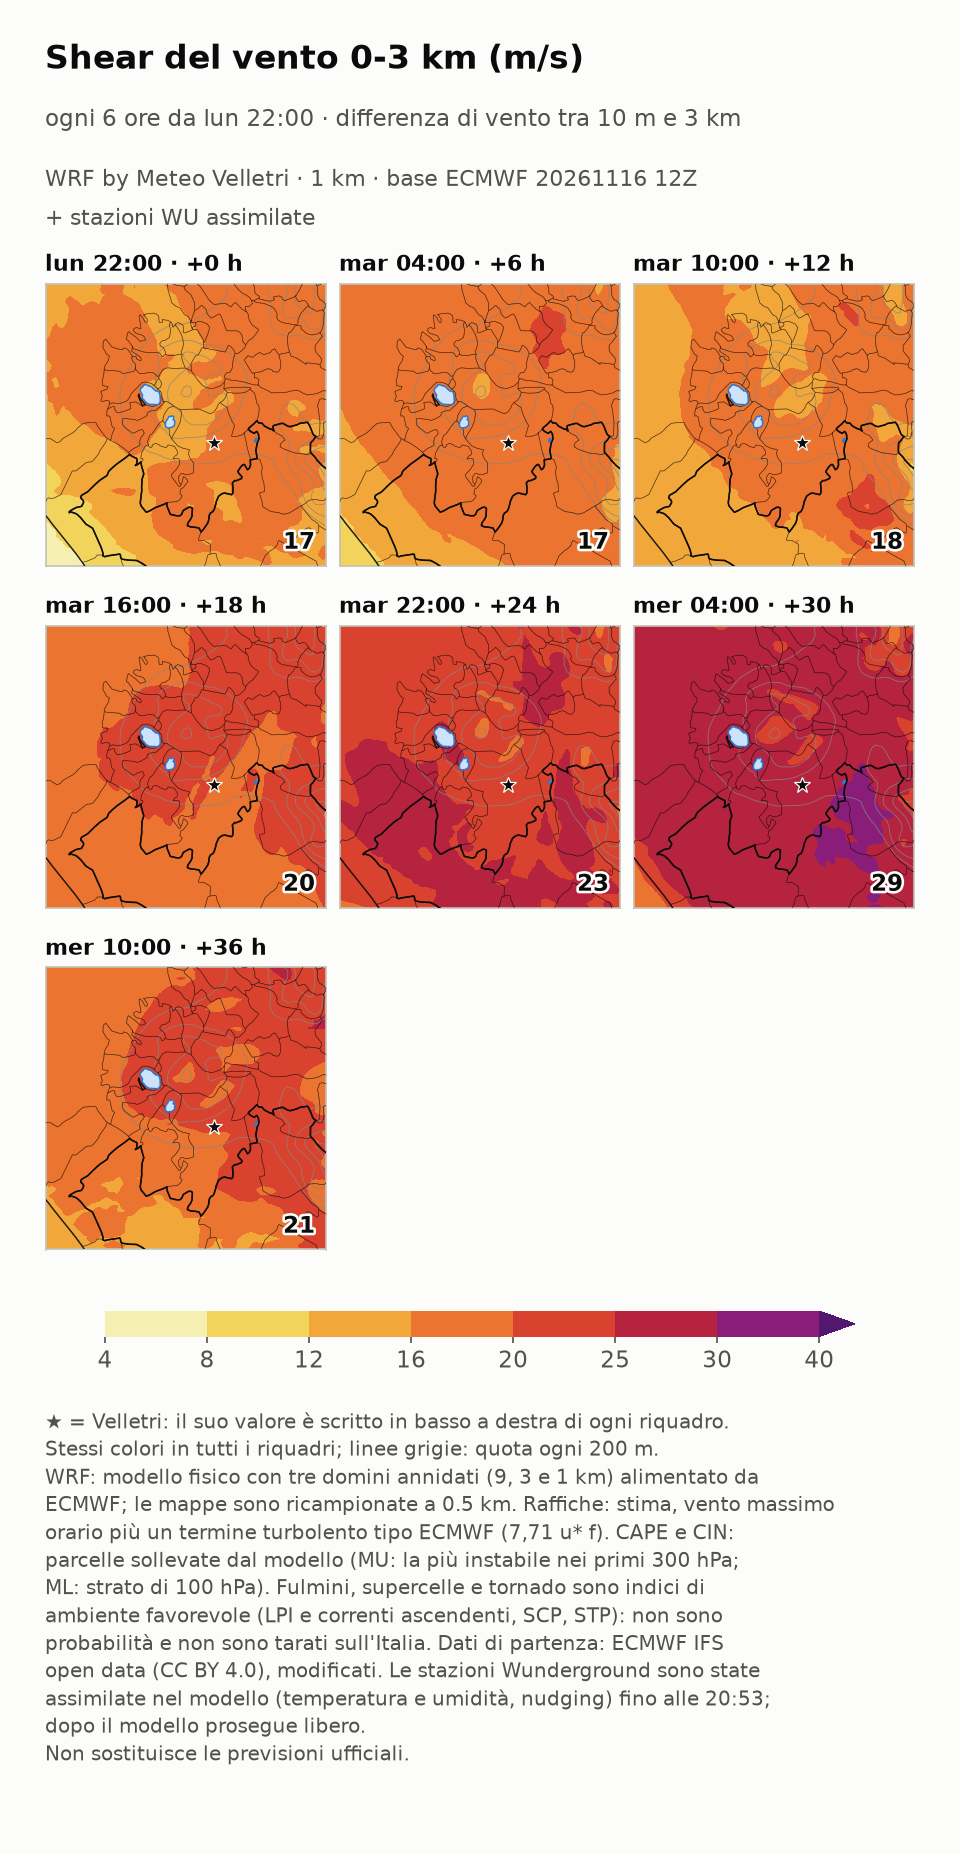 Shear del vento 0-3 km (m/s)
ogni 6 ore da lun 22:00 · differenza di vento tra 10 m e 3 km
WRF by Meteo Velletri · 1 km · base ECMWF 20261116 12Z
+ stazioni WU assimilate
lun 22:00 · +0 h
mar 04:00 · +6 h
mar 10:00 · +12 h
17
17
18
mar 16:00 · +18 h
mar 22:00 · +24 h
mer 04:00 · +30 h
20
23
29
mer 10:00 · +36 h
21
4 8 12 16 20 25 30 40
★ = Velletri: il suo valore è scritto in basso a destra di ogni riquadro.
Stessi colori in tutti i riquadri; linee grigie: quota ogni 200 m.
WRF: modello fisico con tre domini annidati (9, 3 e 1 km) alimentato da
ECMWF; le mappe sono ricampionate a 0.5 km. Raffiche: stima, vento massimo
orario più un termine turbolento tipo ECMWF (7,71 u* f). CAPE e CIN:
parcelle sollevate dal modello (MU: la più instabile nei primi 300 hPa;
ML: strato di 100 hPa). Fulmini, supercelle e tornado sono indici di
ambiente favorevole (LPI e correnti ascendenti, SCP, STP): non sono
probabilità e non sono tarati sull'Italia. Dati di partenza: ECMWF IFS
open data (CC BY 4.0), modificati. Le stazioni Wunderground sono state
assimilate nel modello (temperatura e umidità, nudging) fino alle 20:53;
dopo il modello prosegue libero.
Non sostituisce le previsioni ufficiali.